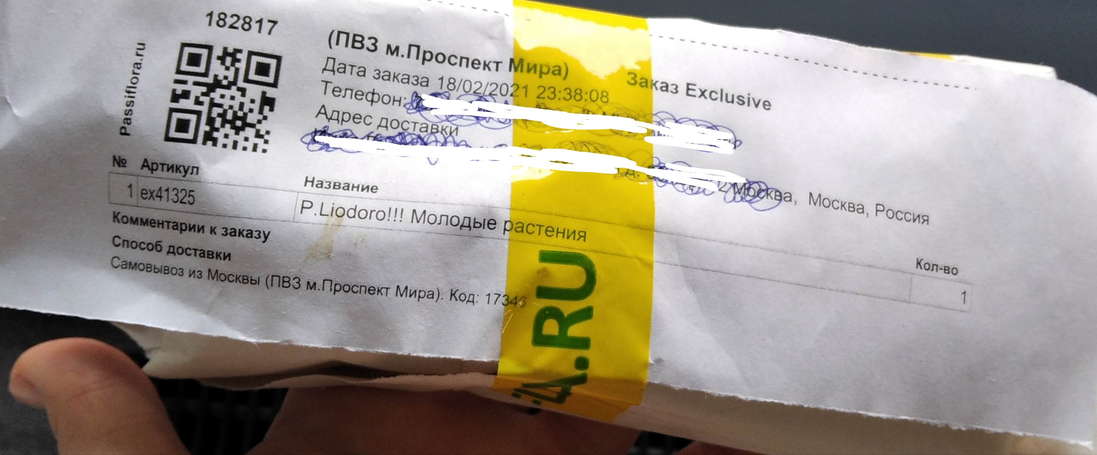 182817
Passiflora.ru
(ПВЗ м.Проспект Мира)
Заказ Exclusive
Дата заказа 18/02/2021 23:38:08
Телефон:
Адрес доставки
Москва, Москва, Россия
№ Артикул Название Кол-во
1 ex41325 P.Liodoro!!! Молодые растения 1
Комментарии к заказу
Способ доставки
Самовывоз из Москвы (ПВЗ м.Проспект Мира). Код: 17346
A.RU